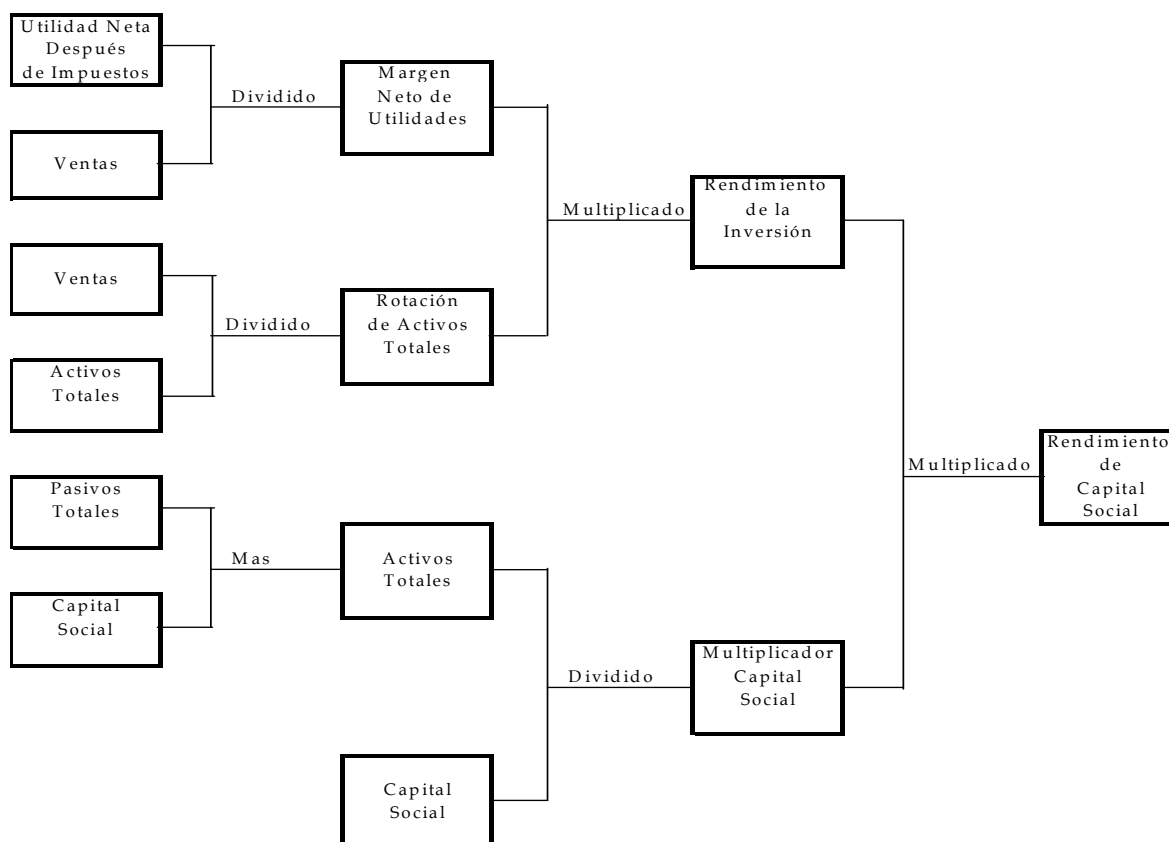 Utilidad Neta
Después
de Impuestos
Dividido
Ventas
Margen
Neto de
Utilidades
Ventas
Dividido
Activos
Totales
Rotación
de Activos
Totales
Multiplicado
Rendimiento
de la
Inversión
Pasivos
Totales
Mas
Capital
Social
Activos
Totales
Dividido
Capital
Social
Multiplicador
Capital
Social
Multiplicado
Rendimiento
de
Capital
Social